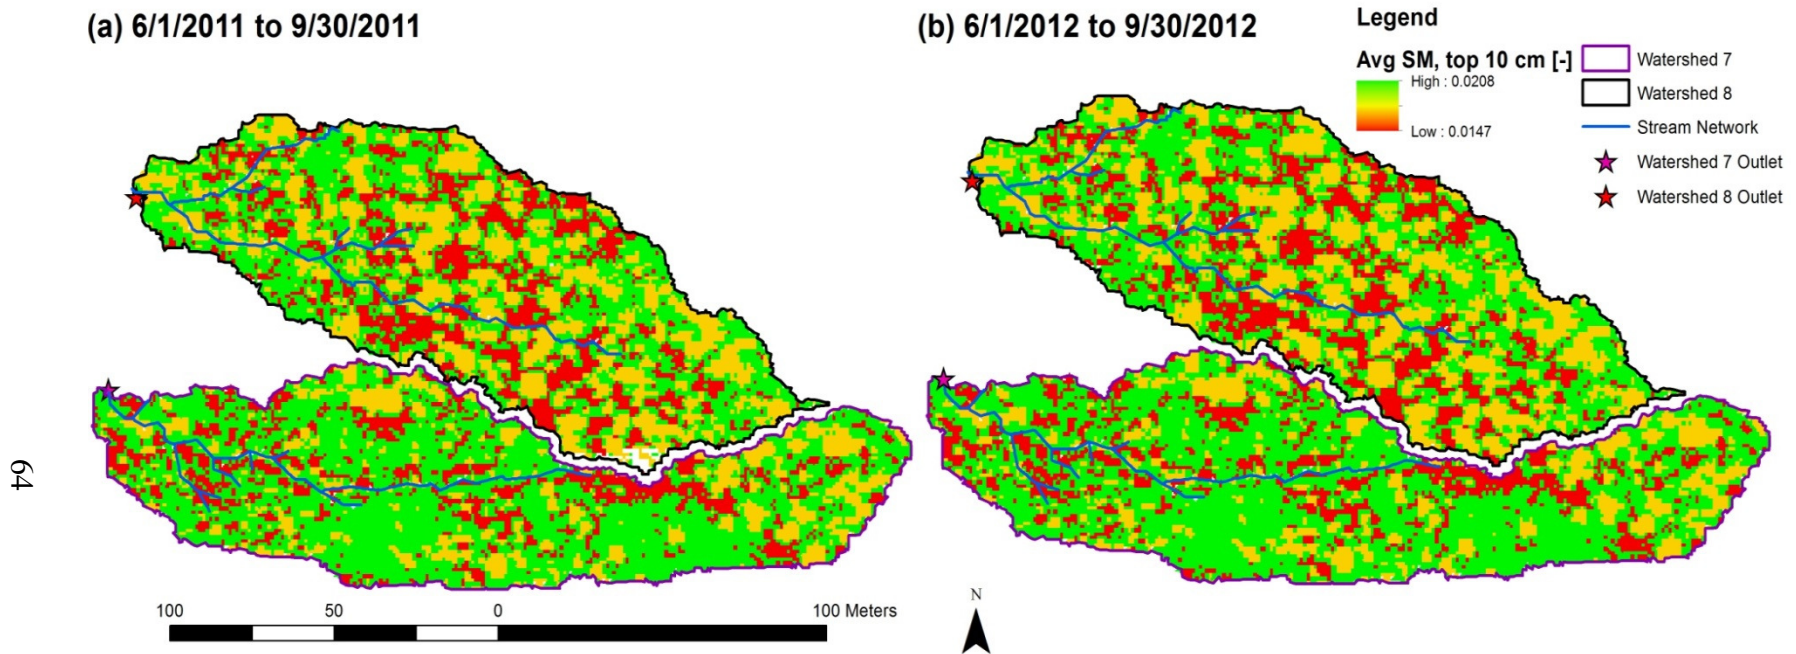 (a) 6/1/2011 to 9/30/2011
(b) 6/1/2012 to 9/30/2012
Legend
Avg SM, top 10 cm [-]
High : 0.0208
Low : 0.0147
Watershed 7
Watershed 8
Stream Network
Watershed 7 Outlet
Watershed 8 Outlet
64
100 50 0 100 Meters
N